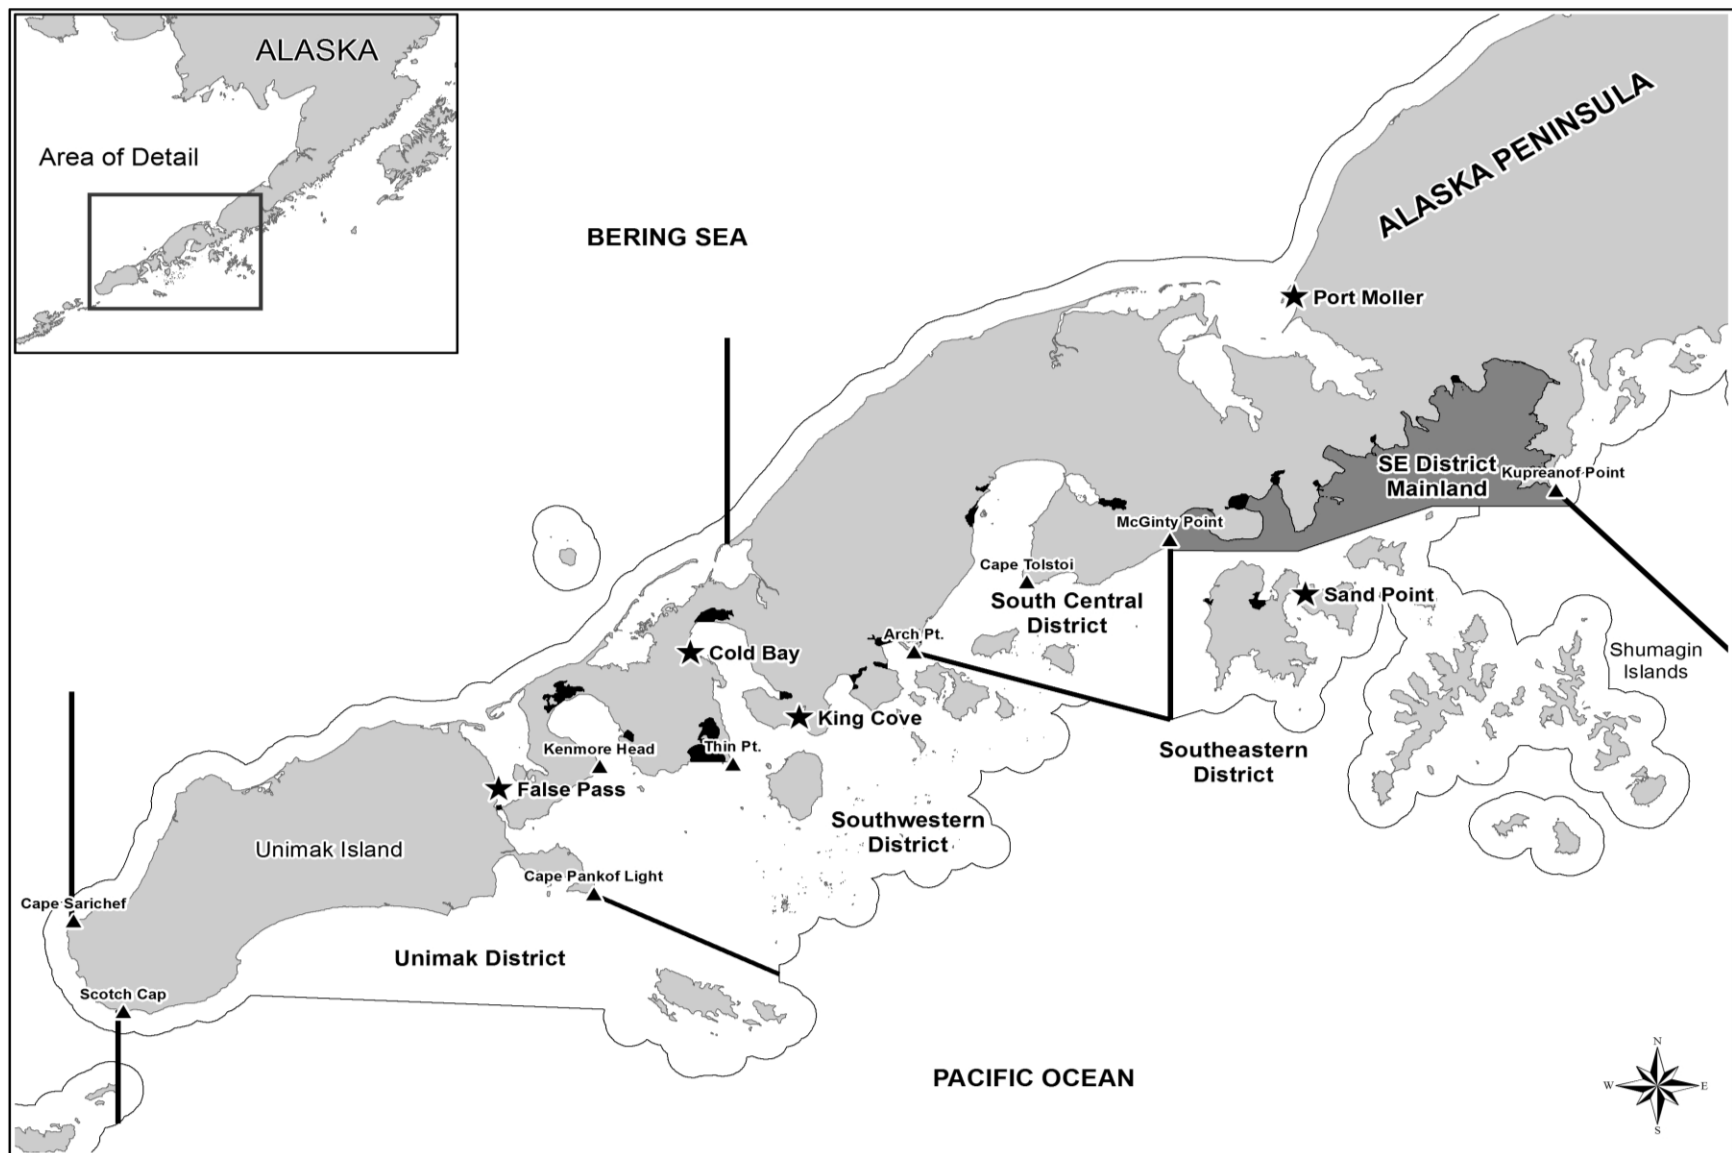 ALASKA
Area of Detail
BERING SEA
ALASKA PENINSULA
Port Moller
SE District
Mainland
Kupreanof Point
McGinty Point
Cape Tolstoi
South Central
District
Sand Point
Arch Pt.
Shumagin
Islands
Cold Bay
King Cove
Kenmore Head
Thin Pt.
Southeastern
District
False Pass
Southwestern
District
Unimak Island
Cape Pankof Light
Cape Sarichef
Unimak District
Scotch Cap
PACIFIC OCEAN
N
W
E
S